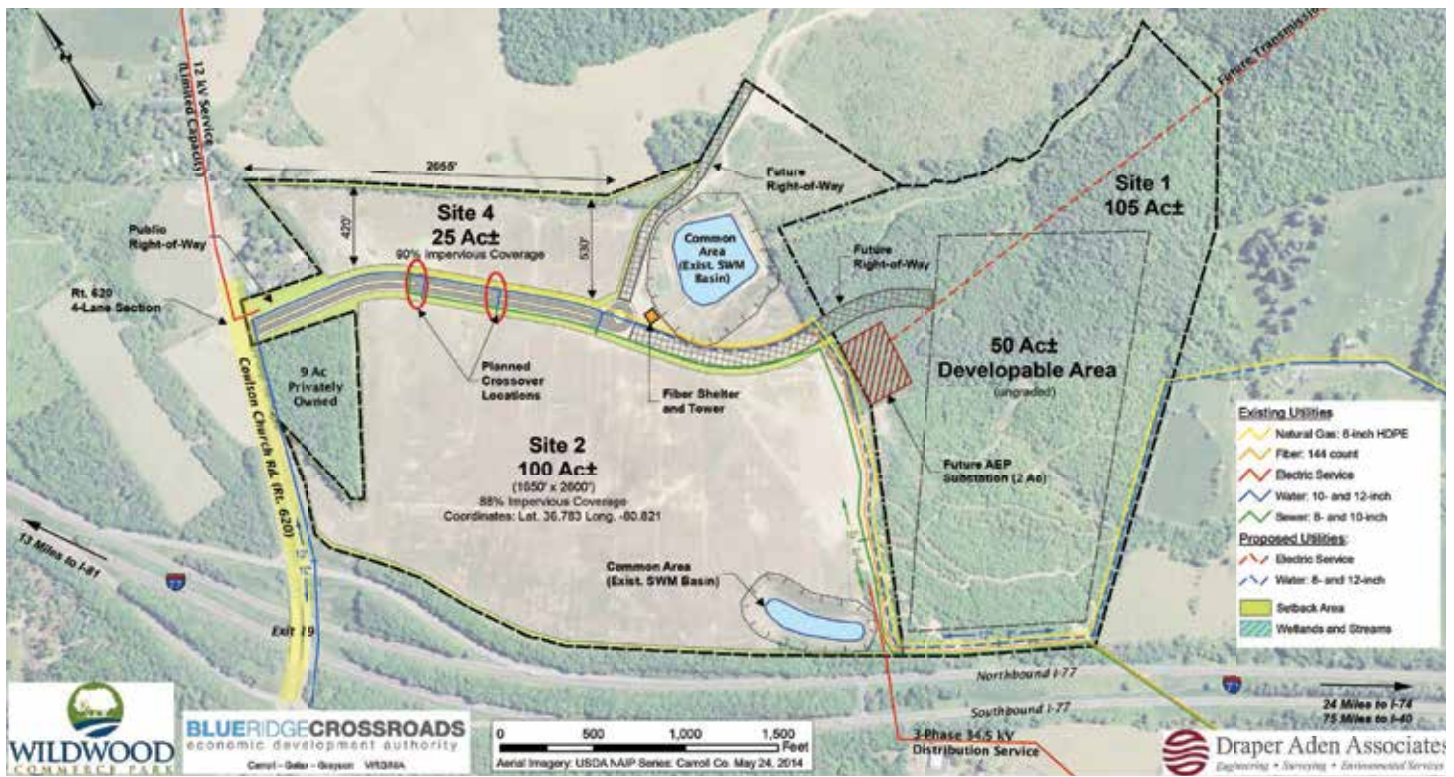 12 kV Service
(Limited Capacity)
Future Transmission
2655'
Future
Right-of-Way
Site 1
105 Ac±
Public
Right-of-Way
420'
Site 4
25 Ac±
90% Impervious Coverage
530'
Common
Area
(Exist. SWM
Basin)
Future
Right-of-Way
Rt. 620
4-Lane Section
9 Ac
Privately
Owned
Planned
Crossover
Locations
Fiber Shelter
and Tower
50 Ac±
Developable Area
(ungraded)
Coulson Church Rd. (Rt. 620)
Site 2
100 Ac±
(1650' x 2600')
88% Impervious Coverage
Coordinates: Lat. 36.783 Long. -80.821
Future AEP
Substation (2 Ac)
Existing Utilities
Natural Gas: 6-inch HDPE
Fiber: 144 count
Electric Service
Water: 10- and 12-inch
Sewer: 8- and 10-inch
Proposed Utilities:
Electric Service
Water: 8- and 12-inch
Setback Area
Wetlands and Streams
13 Miles to I-81
77
Common Area
(Exist. SWM Basin)
Exit 19
Northbound I-77
Southbound I-77
77
24 Miles to I-74
75 Miles to I-40
3-Phase 34.5 kV
Distribution Service
WILDWOOD
COMMERCE PARK
BLUERIDGECROSSROADS
economic development authority
Carroll – Galax – Grayson VIRGINIA
0 500 1,000 1,500
Feet
Aerial Imagery: USDA NAIP Series: Carroll Co. May 24, 2014
Draper Aden Associates
Engineering • Surveying • Environmental Services